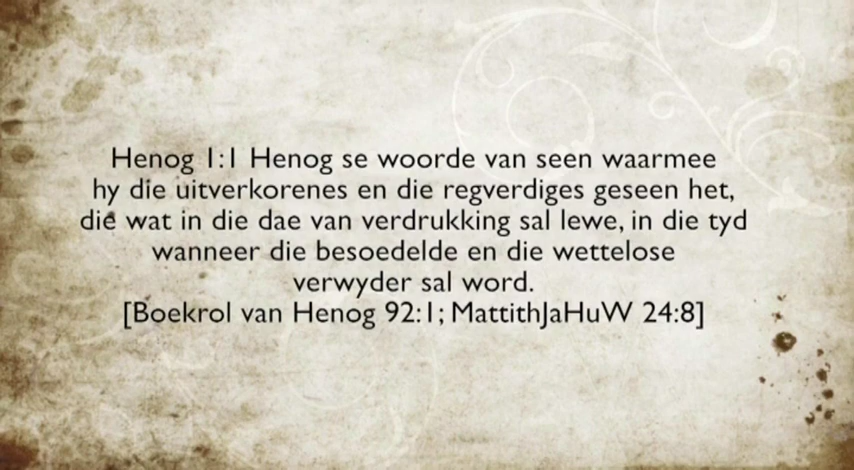 Henog 1:1 Henog se woorde van seen waarmee
hy die uitverkorenes en die regverdiges geseen het,
die wat in die dae van verdrukking sal lewe, in die tyd
wanneer die besoedelde en die wettelose
verwyder sal word.
[Boekrol van Henog 92:1; MattithJaHuW 24:8]